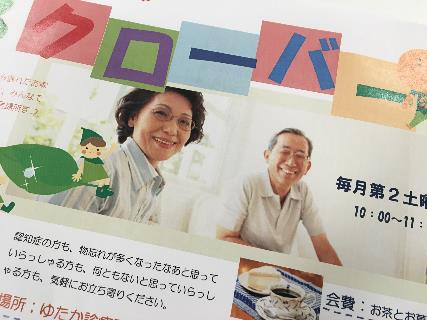 クローバー
毎月第２土曜
10：00～11：
認知症の方も、物忘れが多くなったなあと思って
いらっしゃる方も、何ともないと思っていらっし
ゃる方も、気軽にお立ち寄りください。
会費：お茶とお菓
場所；ゆたか診療